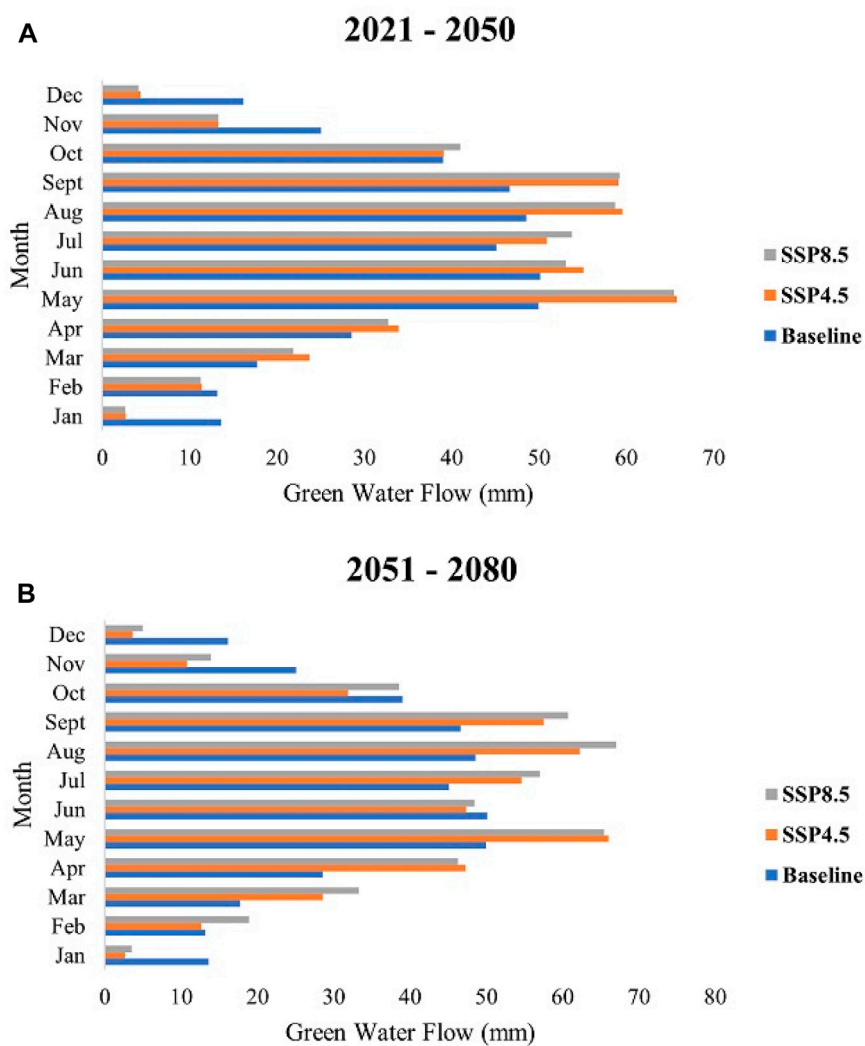 A
2021 - 2050
Dec
Nov
Oct
Sept
Aug
Jul
Jun
May
Apr
Mar
Feb
Jan
Month
0 10 20 30 40 50 60 70
Green Water Flow (mm)
SSP8.5
SSP4.5
Baseline
B
2051 - 2080
Dec
Nov
Oct
Sept
Aug
Jul
Jun
May
Apr
Mar
Feb
Jan
Month
0 10 20 30 40 50 60 70 80
Green Water Flow (mm)
SSP8.5
SSP4.5
Baseline